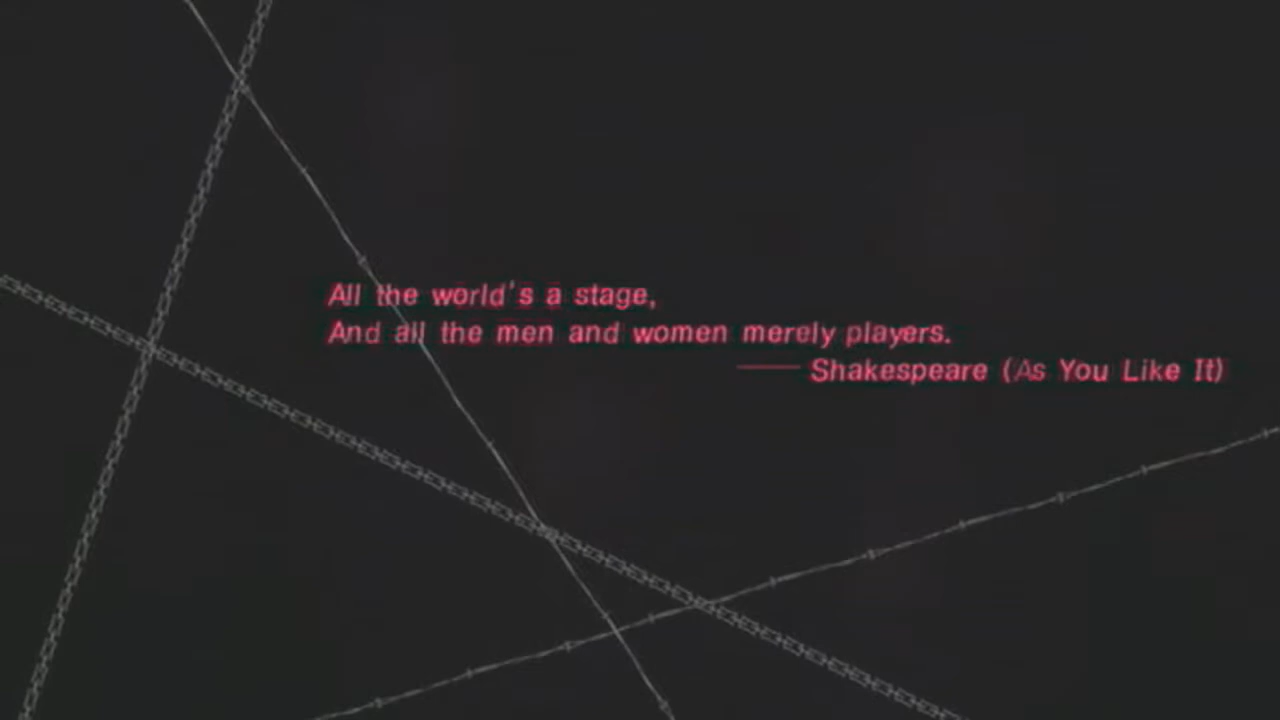 All the world's a stage,
And all the men and women merely players.
—— Shakespeare (As You Like It)